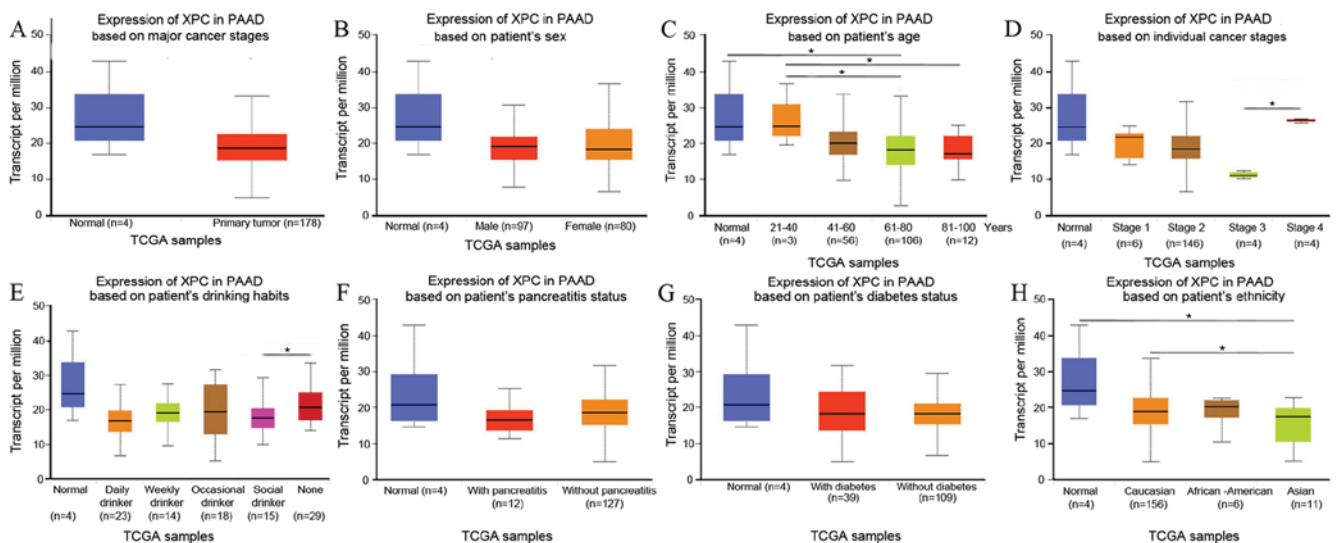 A
Expression of XPC in PAAD
based on major cancer stages
Transcript per million
50
40
30
20
10
0
Normal (n=4) Primary tumor (n=178)
TCGA samples
B
Expression of XPC in PAAD
based on patient's sex
Transcript per million
50
40
30
20
10
0
Normal (n=4) Male (n=97) Female (n=80)
TCGA samples
C
Expression of XPC in PAAD
based on patient's age
Transcript per million
50
40
30
20
10
0
*
*
*
Normal 21-40 41-60 61-80 81-100 Years
(n=4) (n=3) (n=56) (n=106) (n=12)
TCGA samples
D
Expression of XPC in PAAD
based on individual cancer stages
Transcript per million
50
40
30
20
10
0
*
Normal Stage 1 Stage 2 Stage 3 Stage 4
(n=4) (n=6) (n=146) (n=4) (n=4)
TCGA samples
E
Expression of XPC in PAAD
based on patient's drinking habits
Transcript per million
50
40
30
20
10
0
*
Normal Daily Weekly Occasional Social None
drinker drinker drinker drinker
(n=4) (n=23) (n=14) (n=18) (n=15) (n=29)
TCGA samples
F
Expression of XPC in PAAD
based on patient's pancreatitis status
Transcript per million
50
40
30
20
10
0
Normal (n=4) With pancreatitis Without pancreatitis
(n=12) (n=127)
TCGA samples
G
Expression of XPC in PAAD
based on patient's diabetes status
Transcript per million
50
40
30
20
10
0
Normal (n=4) With diabetes Without diabetes
(n=39) (n=109)
TCGA samples
H
Expression of XPC in PAAD
based on patient's ethnicity
Transcript per million
50
40
30
20
10
0
*
*
Normal Caucasian African -American Asian
(n=4) (n=156) (n=6) (n=11)
TCGA samples